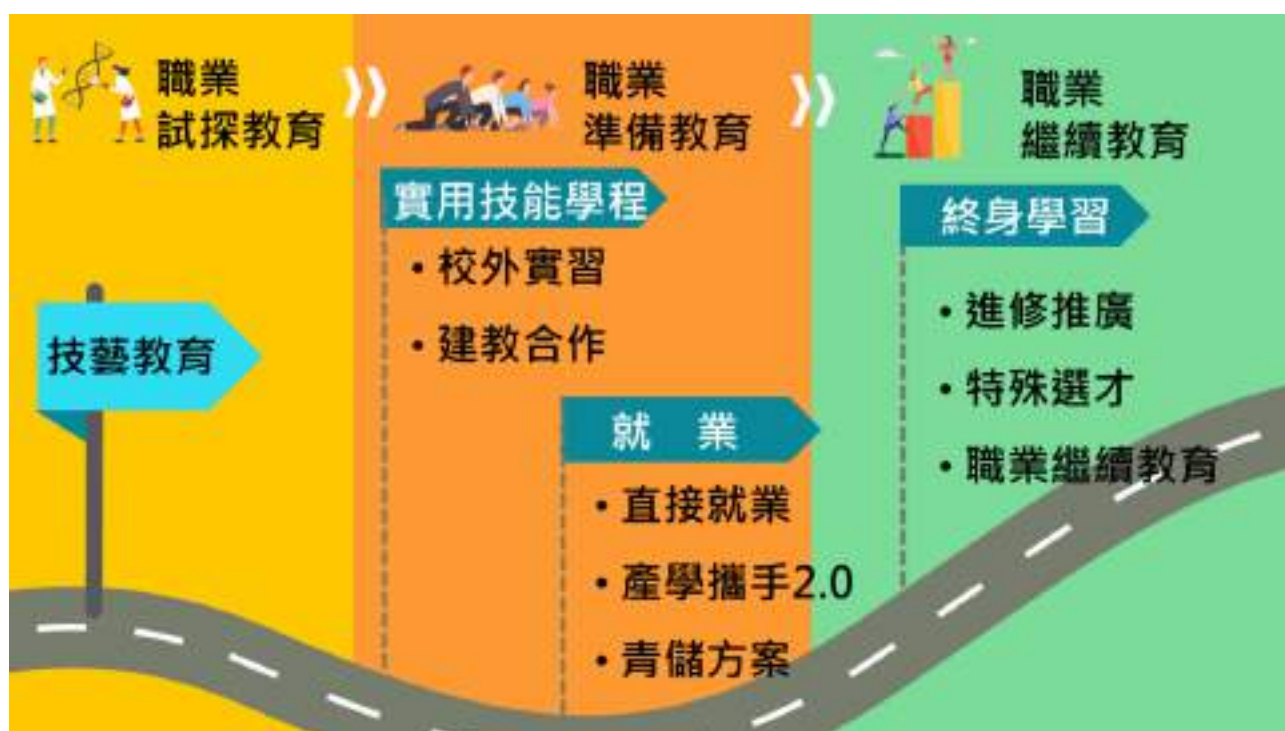 職業
試探教育
職業
準備教育
職業
繼續教育
技藝教育
實用技能學程
• 校外實習
• 建教合作
就 業
• 直接就業
• 產學攜手2.0
• 青儲方案
終身學習
• 進修推廣
• 特殊選才
• 職業繼續教育